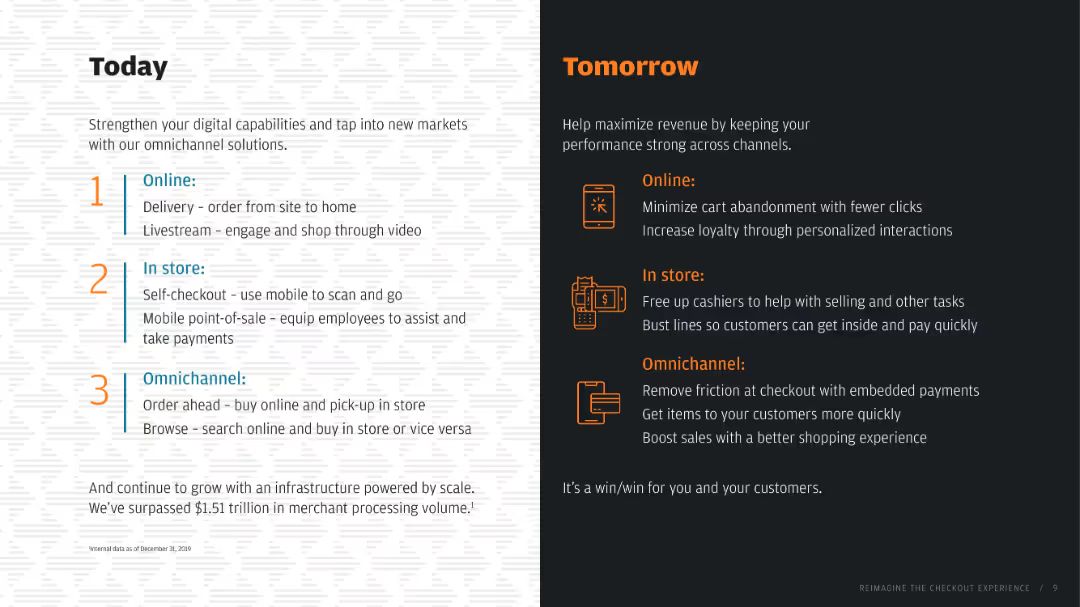 Today
Strengthen your digital capabilities and tap into new markets
with our omnichannel solutions.
1
Online:
Delivery – order from site to home
Livestream – engage and shop through video
2
In store:
Self-checkout – use mobile to scan and go
Mobile point-of-sale – equip employees to assist and
take payments
3
Omnichannel:
Order ahead – buy online and pick-up in store
Browse – search online and buy in store or vice versa
And continue to grow with an infrastructure powered by scale.
We've surpassed $1.51 trillion in merchant processing volume.¹
¹Internal data as of December 31, 2019
Tomorrow
Help maximize revenue by keeping your
performance strong across channels.
Online:
Minimize cart abandonment with fewer clicks
Increase loyalty through personalized interactions
$
In store:
Free up cashiers to help with selling and other tasks
Bust lines so customers can get inside and pay quickly
Omnichannel:
Remove friction at checkout with embedded payments
Get items to your customers more quickly
Boost sales with a better shopping experience
It's a win/win for you and your customers.
REIMAGINE THE CHECKOUT EXPERIENCE / 9